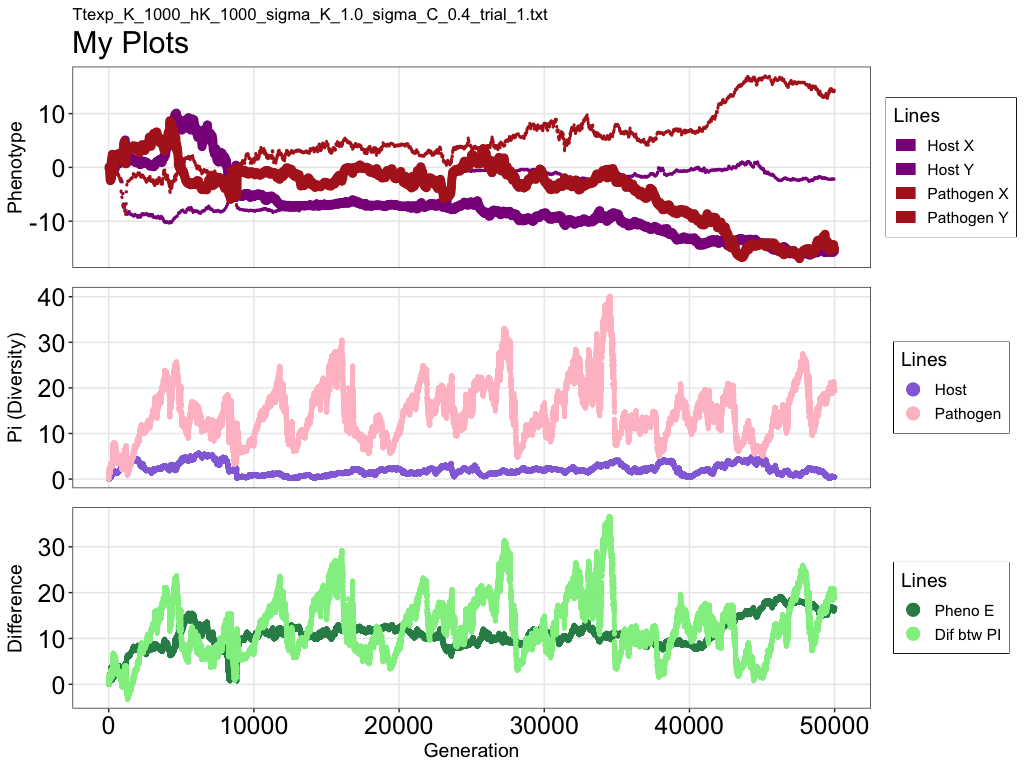 Ttexp_K_1000_hK_1000_sigma_K_1.0_sigma_C_0.4_trial_1.txt
My Plots
Phenotype
10
0
-10
Lines
Host X
Host Y
Pathogen X
Pathogen Y
Pi (Diversity)
40
30
20
10
0
Lines
Host
Pathogen
Difference
30
20
10
0
Lines
Pheno E
Dif btw PI
0 10000 20000 30000 40000 50000
Generation